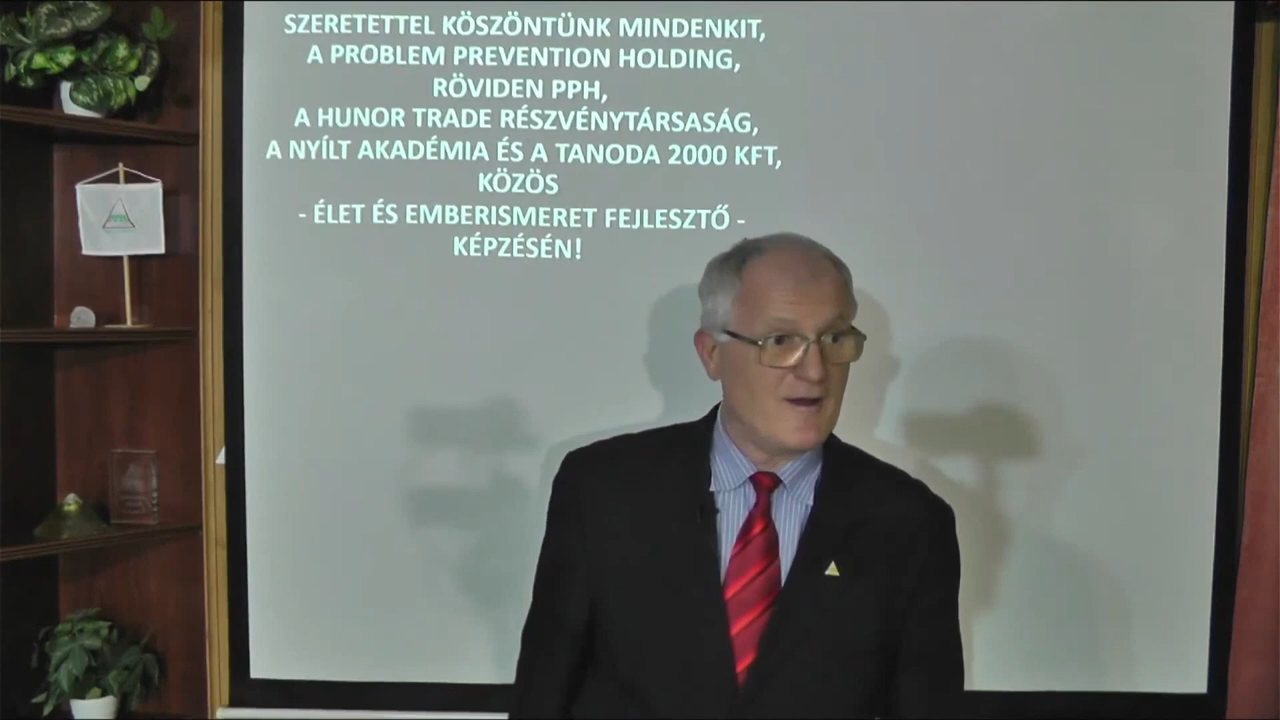 SZERETETTEL KÖSZÖNTÜNK MINDENKIT,
A PROBLEM PREVENTION HOLDING,
RÖVIDEN PPH,
A HUNOR TRADE RÉSZVÉNYTÁRSASÁG,
A NYÍLT AKADÉMIA ÉS A TANODA 2000 KFT,
KÖZÖS
- ÉLET ÉS EMBERISMERET FEJLESZTŐ -
KÉPZÉSÉN!